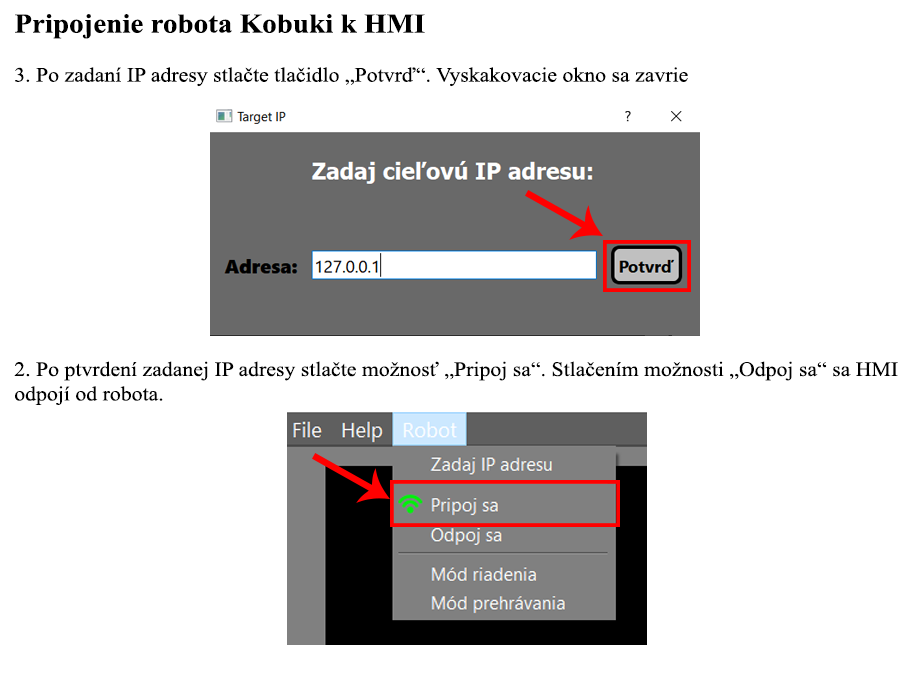 Pripojenie robota Kobuki k HMI
3. Po zadaní IP adresy stlačte tlačidlo „Potvrď“. Vyskakovacie okno sa zavrie
Target IP
?
Zadaj cieľovú IP adresu:
Adresa: 127.0.0.1 Potvrď
2. Po ptvrdení zadanej IP adresy stlačte možnosť „Pripoj sa“. Stlačením možnosti „Odpoj sa“ sa HMI
odpojí od robota.
File Help Robot
Zadaj IP adresu
Pripoj sa
Odpoj sa
Mód riadenia
Mód prehrávania